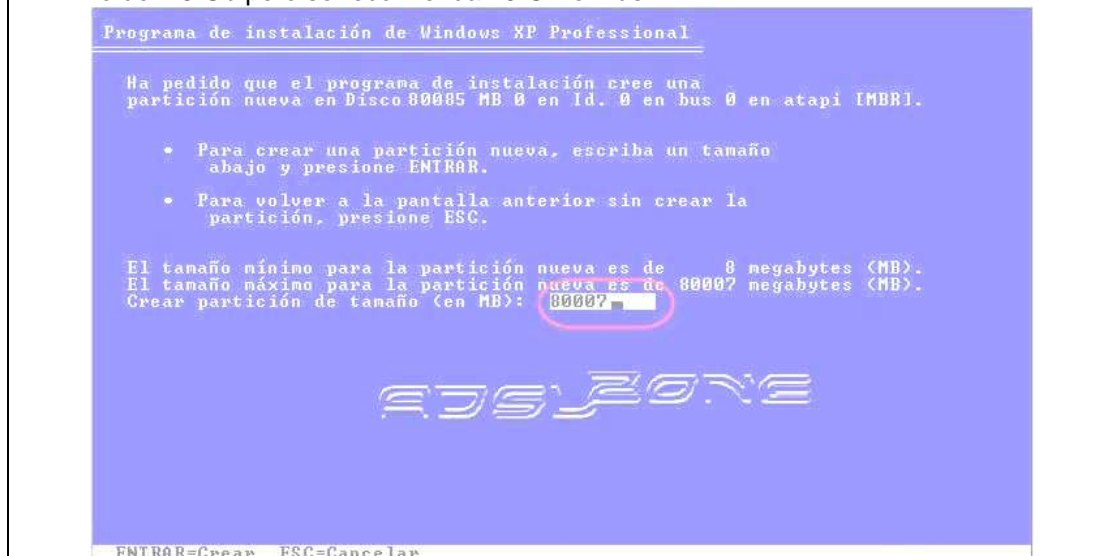 Programa de instalación de Windows XP Professional
Ha pedido que el programa de instalación cree una
partición nueva en Disco 80085 MB 0 en Id. 0 en bus 0 en atapi [MBR].
• Para crear una partición nueva, escriba un tamaño
abajo y presione ENTRAR.
• Para volver a la pantalla anterior sin crear la
partición, presione ESC.
El tamaño mínimo para la partición nueva es de 8 megabytes (MB).
El tamaño máximo para la partición nueva es de 80007 megabytes (MB).
Crear partición de tamaño (en MB): 80007
ADSLZONE
ENTRAR=Crear ESC=Cancelar